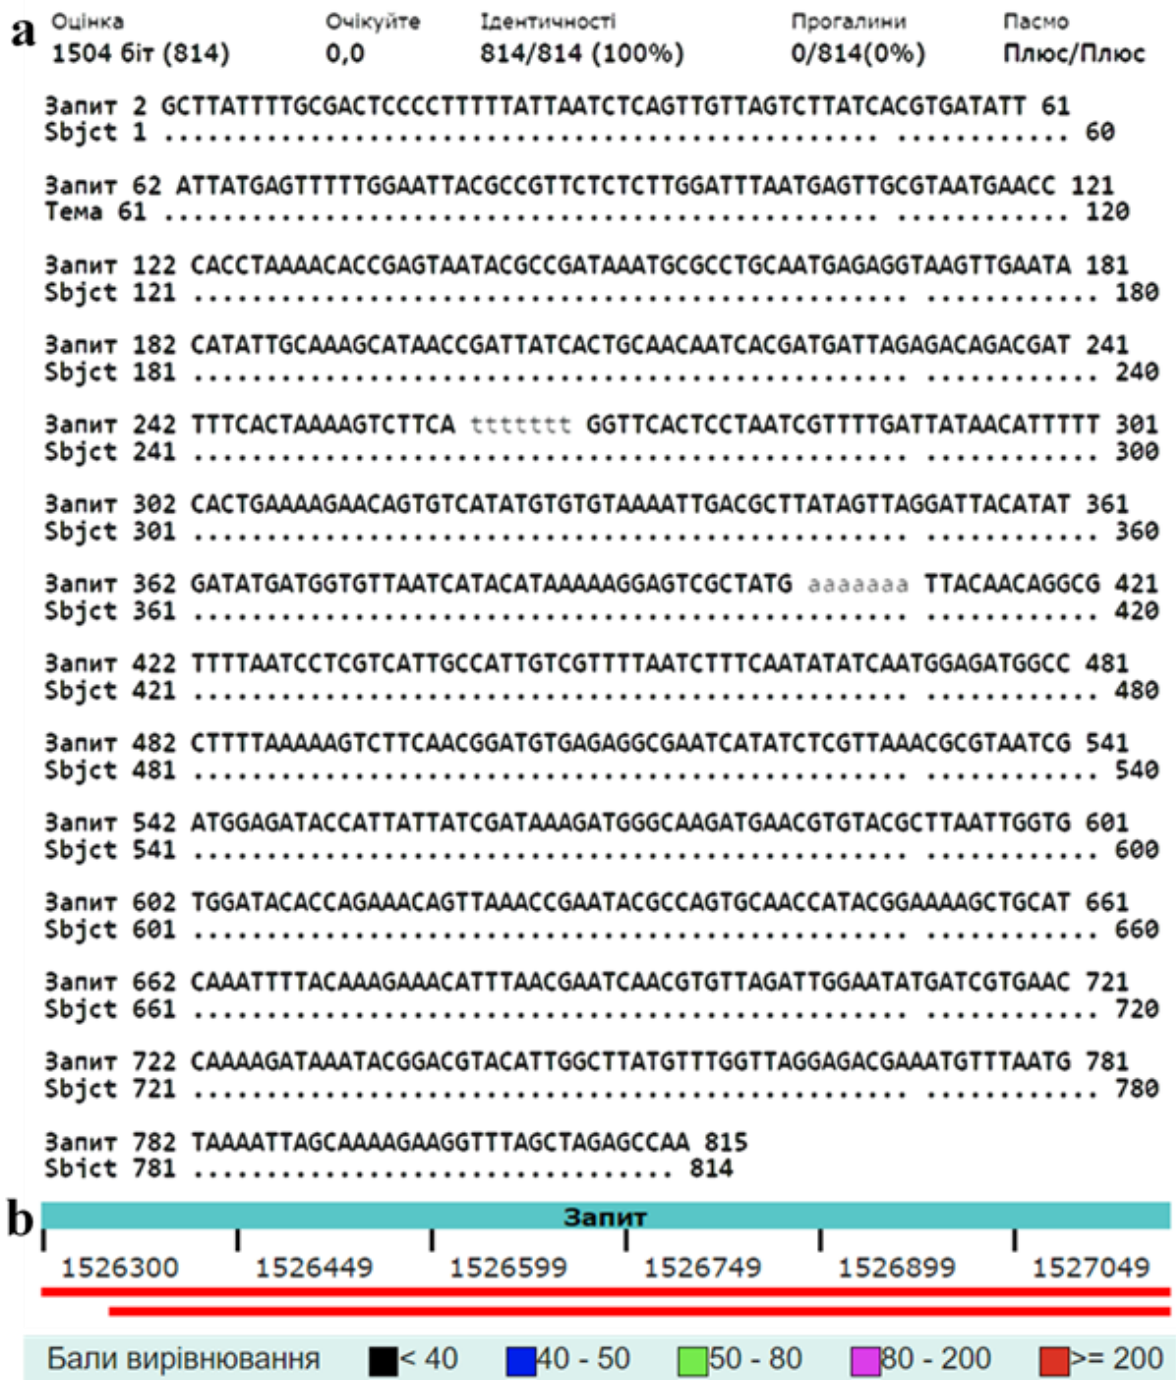 a
Оцінка Очікуйте Ідентичності Прогалини Пасмо
1504 біт (814) 0,0 814/814 (100%) 0/814(0%) Плюс/Плюс
Запит 2 GCTTATTTTGCGACTCCCCTTTTTATTAATCTCAGTTGTTAGTCTTATCACGTGATATT 61
Sbjct 1 ................................................. ............ 60
Запит 62 ATTATGAGTTTTTGGAATTACGCCGTTCTCTCTTGGATTTAATGAGTTGCGTAATGAACC 121
Тема 61 ................................................. ............ 120
Запит 122 CACCTAAAACACCGAGTAATACGCCGATAAATGCGCCTGCAATGAGAGGTAAGTTGAATA 181
Sbjct 121 ................................................. ............ 180
Запит 182 CATATTGCAAAGCATAACCGATTATCACTGCAACAATCACGATGATTAGAGACAGACGAT 241
Sbjct 181 ................................................. ............ 240
Запит 242 TTTCACTAAAAGTCTTCA tttttttt GGTTCACTCCTAATCGTTTTGATTATAACATTTTT 301
Sbjct 241 ................................................. ............ 300
Запит 302 CACTGAAAAGAACAGTGTCATATGTGTGTAAAATTGACGCTTATAGTTAGGATTACATAT 361
Sbjct 301 ................................................. ............ 360
Запит 362 GATATGATGGTGTTAATCATACATAAAAAGGAGTCGCTATG aaaaaaa TTACAACAGGCG 421
Sbjct 361 ................................................. ............ 420
Запит 422 TTTTAATCCTCGTCATTGCCATTGTCGTTTTAATCTTTCAATATATCAATGGAGATGGCC 481
Sbjct 421 ................................................. ............ 480
Запит 482 CTTTTAAAAAGTCTTCAACGGATGTGAGAGGCGAATCATATCTCGTTAAACGCGTAATCG 541
Sbjct 481 ................................................. ............ 540
Запит 542 ATGGAGATACCATTATTATCGATAAAGATGGGCAAGATGAACGTGTACGCTTAATTGGTG 601
Sbjct 541 ................................................. ............ 600
Запит 602 TGGATACACCAGAAACAGTTAAACCGAATACGCCAGTGCAACCATACGGAAAAGCTGCAT 661
Sbjct 601 ................................................. ............ 660
Запит 662 CAAATTTTACAAAGAAACATTTAACGAATCAACGTGTTAGATTGGAATATGATCGTGAAC 721
Sbjct 661 ................................................. ............ 720
Запит 722 CAAAAGATAAATACGGACGTACATTGGCTTATGTTTGGTTAGGAGACGAAATGTTTAATG 781
Sbjct 721 ................................................. ............ 780
Запит 782 TAAAATTAGCAAAAGAAGGTTTAGCTAGAGCCAA 815
Sbjct 781 ................................. 814
b
Запит
1526300 1526449 1526599 1526749 1526899 1527049
Бали вирівнювання < 40 40 - 50 50 - 80 80 - 200 >= 200